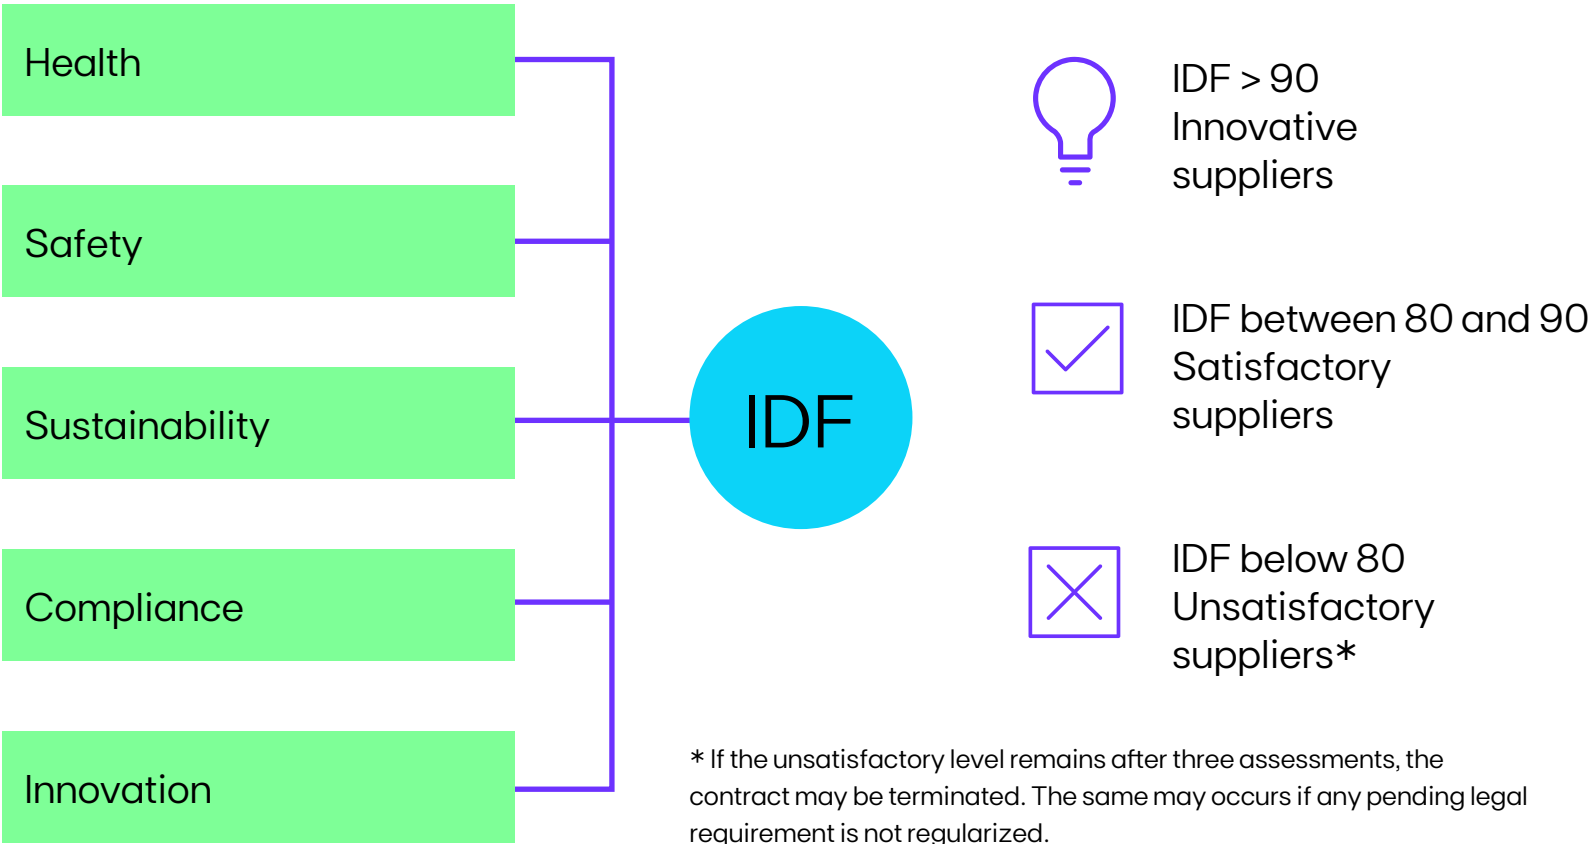 Health
Safety
Sustainability
Compliance
Innovation
IDF
IDF > 90
Innovative
suppliers
IDF between 80 and 90
Satisfactory
suppliers
IDF below 80
Unsatisfactory
suppliers*
* If the unsatisfactory level remains after three assessments, the
contract may be terminated. The same may occurs if any pending legal
requirement is not regularized.